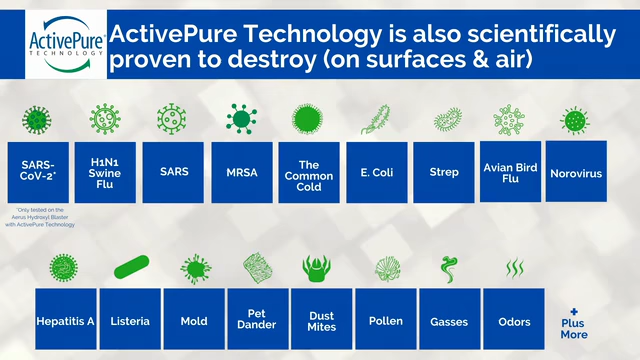 ActivePure®
TECHNOLOGY
ActivePure Technology is also scientifically
proven to destroy (on surfaces & air)
SARS-
CoV-2*
H1N1
Swine
Flu
SARS
MRSA
The
Common
Cold
E. Coli
Strep
Avian Bird
Flu
Norovirus
*Only tested on the
Aerus Hydroxyl Blaster
with ActivePure Technology
Hepatitis A
Listeria
Mold
Pet
Dander
Dust
Mites
Pollen
Gasses
Odors
+
Plus
More